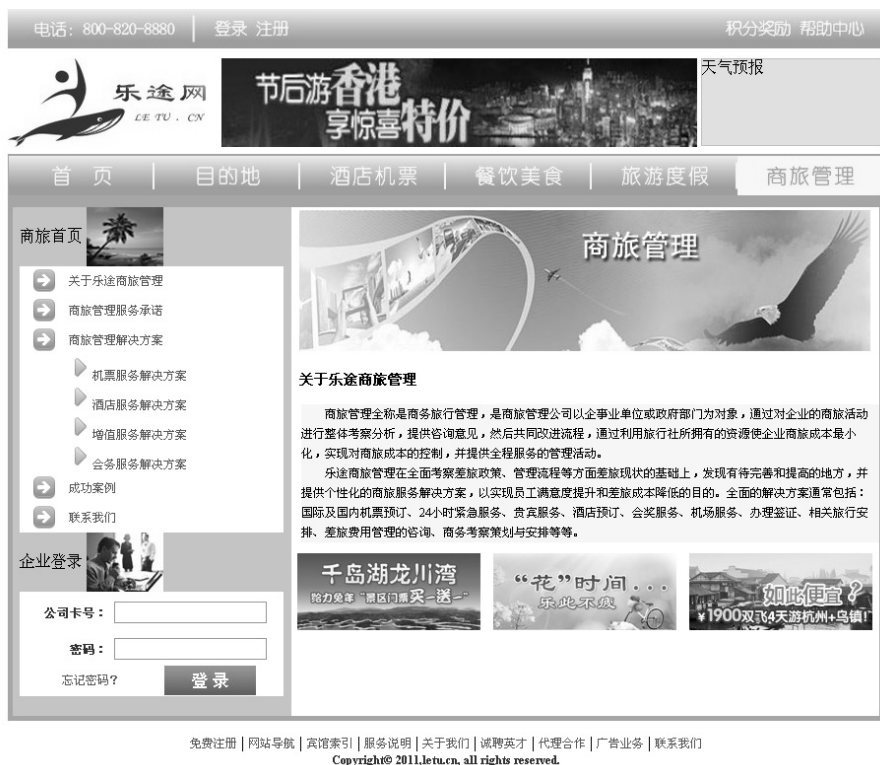 电话：800-820-8880 │ 登录 注册 积分奖励 帮助中心
乐途网
LE TU . CN
节后游香港
享惊喜特价
天气预报
首 页 │ 目的地 │ 酒店机票 │ 餐饮美食 │ 旅游度假 商旅管理
商旅首页
关于乐途商旅管理
商旅管理服务承诺
商旅管理解决方案
机票服务解决方案
酒店服务解决方案
增值服务解决方案
会务服务解决方案
成功案例
联系我们
企业登录
公司卡号：
密码：
忘记密码？ 登 录
商旅管理
关于乐途商旅管理
商旅管理全称是商务旅行管理，是商旅管理公司以企事业单位或政府部门为对象，通过对企业的商旅活动
进行整体考察分析，提供咨询意见，然后共同改进流程，通过利用旅行社所拥有的资源使企业商旅成本最小
化，实现对商旅成本的控制，并提供全程服务的管理活动。
乐途商旅管理在全面考察差旅政策、管理流程等方面差旅现状的基础上，发现有待完善和提高的地方，并
提供个性化的商旅服务解决方案，以实现员工满意度提升和差旅成本降低的目的。全面的解决方案通常包括：
国际及国内机票预订、24小时紧急服务、贵宾服务、酒店预订、会奖服务、机场服务、办理签证、相关旅行安
排、差旅费用管理的咨询、商务考察策划与安排等等。
千岛湖龙川湾
给力兔年“景区门票买一送一”
“花”时间...
乐此不疲
如此便宜？
￥1900双飞4天游杭州+乌镇!
免费注册 │ 网站导航 │ 宾馆索引 │ 服务说明 │ 关于我们 │ 诚聘英才 │ 代理合作 │ 广告业务 │ 联系我们
Copyright© 2011,letu.cn, all rights reserved.